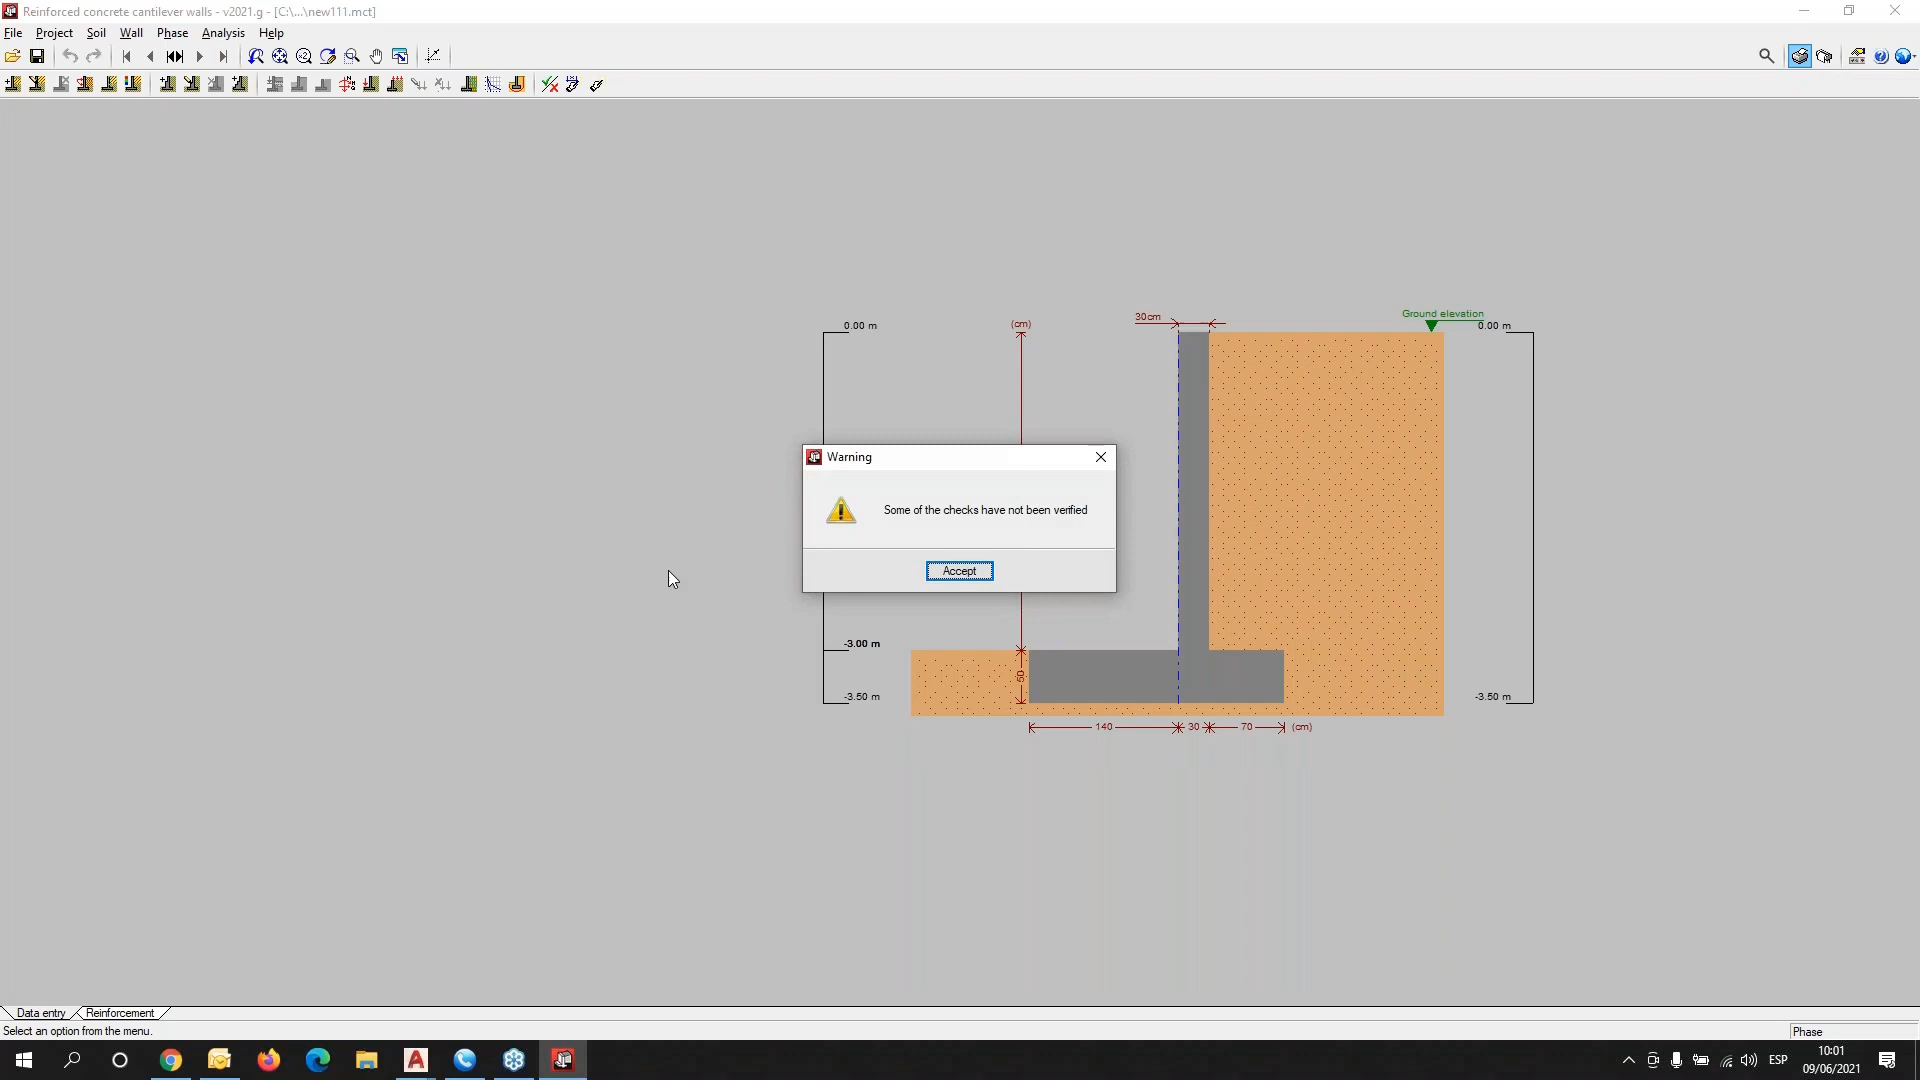 Reinforced concrete cantilever walls - v2021.g - [C:\...\new111.mct]
File Project Soil Wall Phase Analysis Help
Ground elevation
30cm
(cm)
0.00 m
0.00 m
Warning
Some of the checks have not been verified
Accept
-3.00 m
50
-3.50 m
-3.50 m
140 30 70 (cm)
Data entry Reinforcement
Select an option from the menu.
Phase
ESP
10:01
09/06/2021